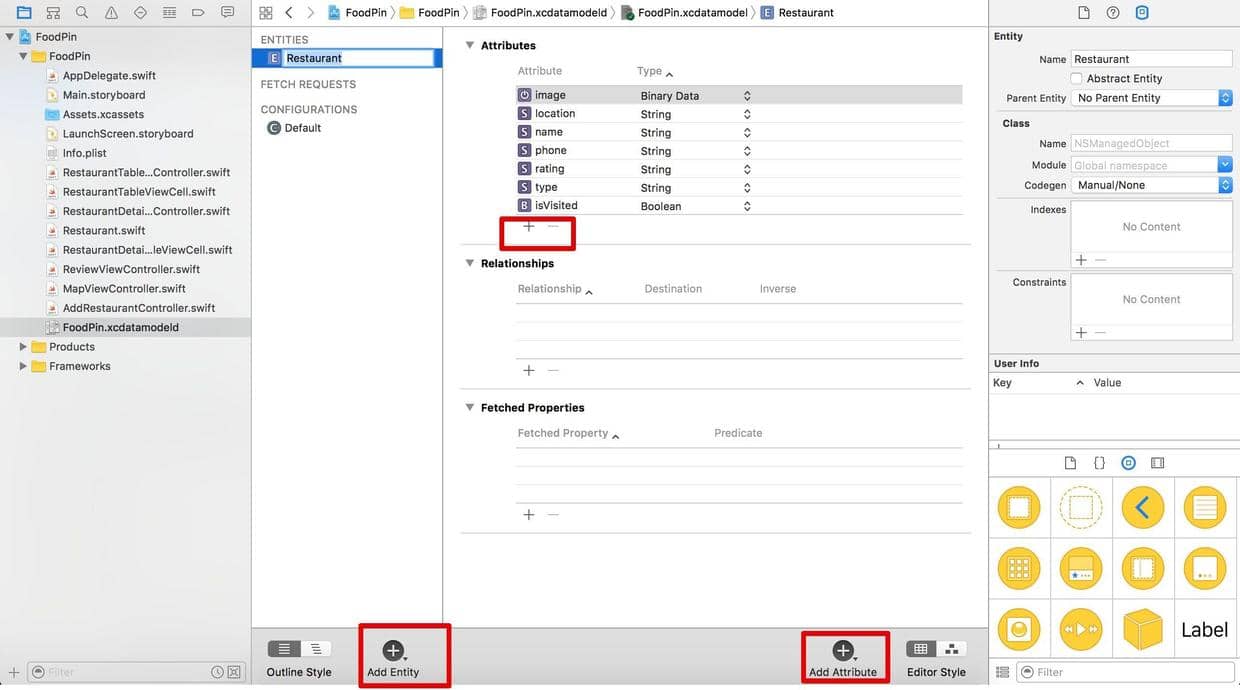 FoodPin FoodPin FoodPin.xcdatamodeld FoodPin.xcdatamodel E Restaurant
FoodPin
FoodPin
AppDelegate.swift
Main.storyboard
Assets.xcassets
LaunchScreen.storyboard
Info.plist
RestaurantTable...Controller.swift
RestaurantTableViewCell.swift
RestaurantDetai...Controller.swift
Restaurant.swift
RestaurantDetai...leViewCell.swift
ReviewViewController.swift
MapViewController.swift
AddRestaurantController.swift
FoodPin.xcdatamodeld
Products
Frameworks
Filter
ENTITIES
E Restaurant
FETCH REQUESTS
CONFIGURATIONS
C Default
Attributes
Attribute Type
image Binary Data
S location String
S name String
S phone String
S rating String
S type String
B isVisited Boolean
Relationships
Relationship Destination Inverse
Fetched Properties
Fetched Property Predicate
Outline Style Add Entity Add Attribute Editor Style
Entity
Name Restaurant
Abstract Entity
Parent Entity No Parent Entity
Class
Name NSManagedObject
Module Global namespace
Codegen Manual/None
Indexes
No Content
Constraints
No Content
User Info
Key Value
{}
Label
Filter